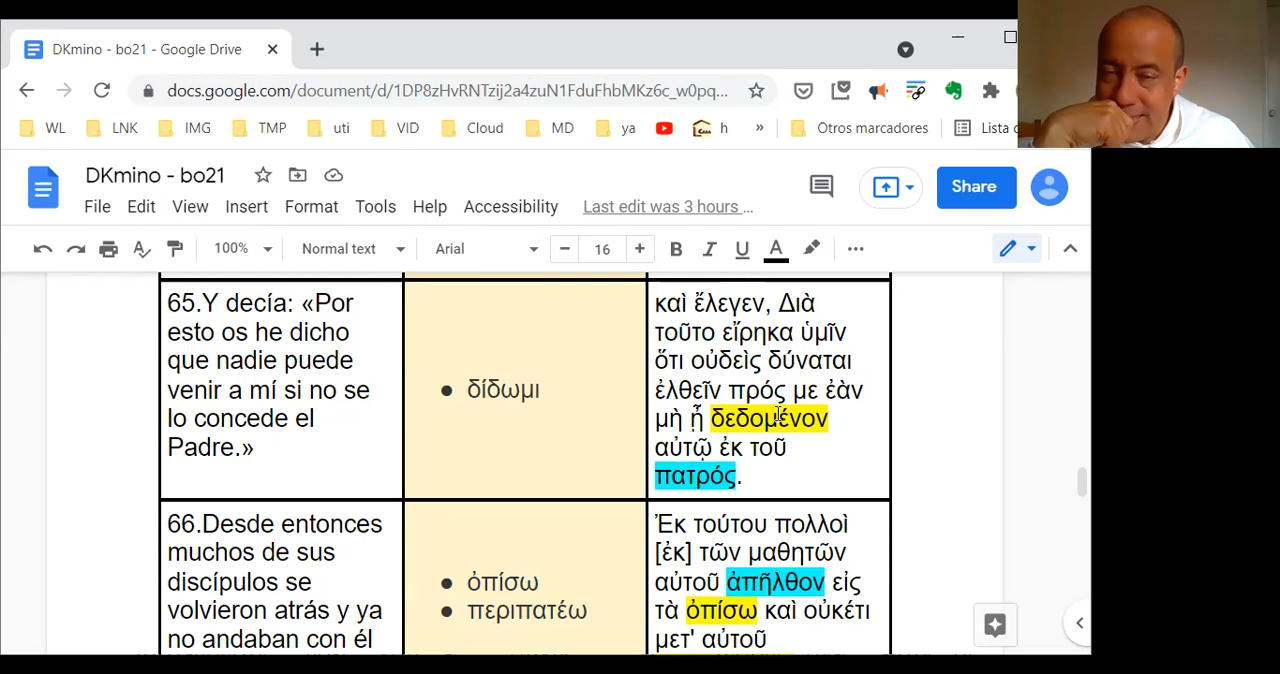 DKmino - bo21 - Google Drive
docs.google.com/document/d/1DP8zHvRNTzij2a4zuN1FduFhbMKz6c_w0pq...
WL LNK IMG TMP uti VID Cloud MD ya h » Otros marcadores Lista
DKmino - bo21
Share
File Edit View Insert Format Tools Help Accessibility Last edit was 3 hours ...
100% Normal text Arial 16 B I U A
65.Y decía: «Por
esto os he dicho
que nadie puede
venir a mí si no se
lo concede el
Padre.»
● δίδωμι
καὶ ἔλεγεν, Διὰ
τοῦτο εἴρηκα ὑμῖν
ὅτι οὐδεὶς δύναται
ἐλθεῖν πρός με ἐὰν
μὴ ᾖ δεδομένον
αὐτῷ ἐκ τοῦ
πατρός.
66.Desde entonces
muchos de sus
discípulos se
volvieron atrás y ya
no andaban con él
● ὀπίσω
● περιπατέω
Ἐκ τούτου πολλοὶ
[ἐκ] τῶν μαθητῶν
αὐτοῦ ἀπῆλθον εἰς
τὰ ὀπίσω καὶ οὐκέτι
μετ' αὐτοῦ